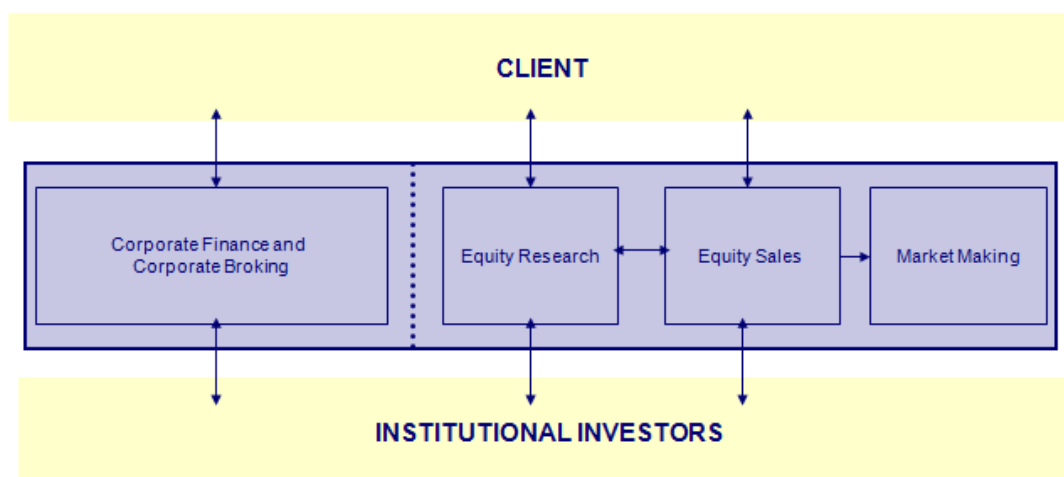 CLIENT
Corporate Finance and
Corporate Broking
Equity Research
Equity Sales
Market Making
INSTITUTIONAL INVESTORS